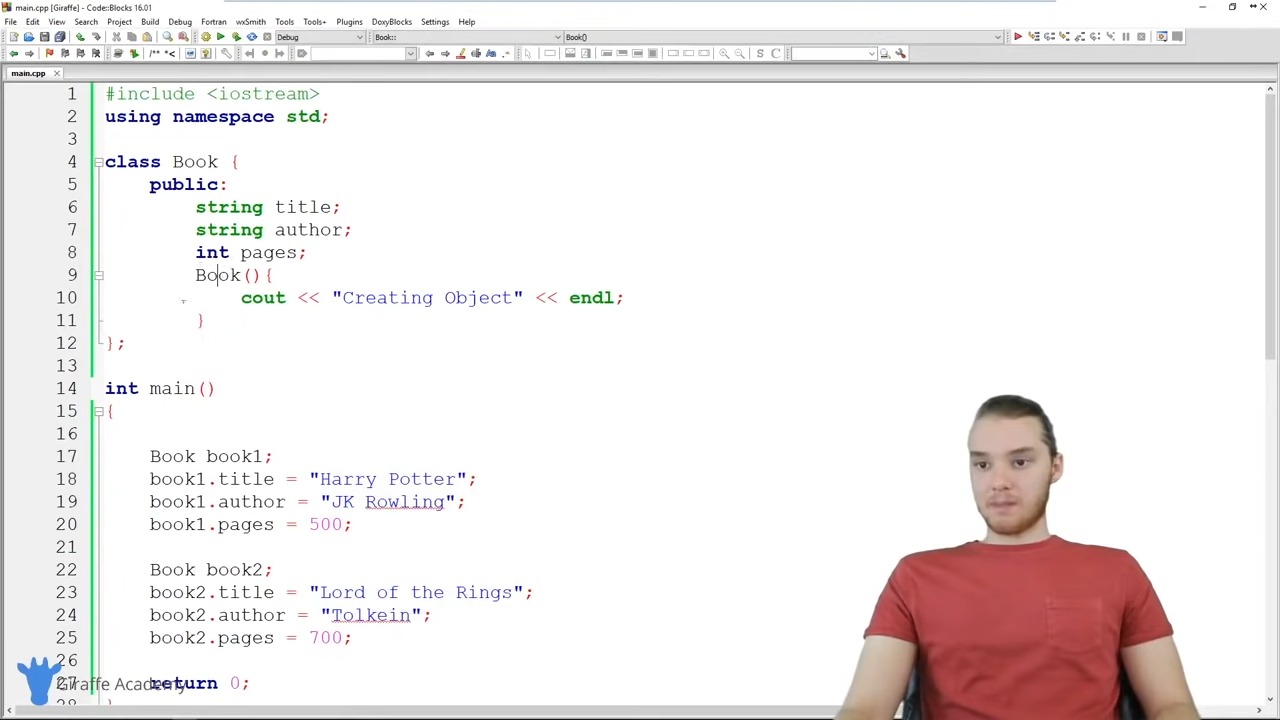 main.cpp [Giraffe] - Code::Blocks 16.01
File Edit View Search Project Build Debug Fortran wxSmith Tools Tools+ Plugins DoxyBlocks Settings Help
Debug Book:: Book()
main.cpp
1 #include <iostream>
2 using namespace std;
3
4 class Book {
5 public:
6 string title;
7 string author;
8 int pages;
9 Book(){
10 cout << "Creating Object" << endl;
11 }
12 };
13
14 int main()
15 {
16
17 Book book1;
18 book1.title = "Harry Potter";
19 book1.author = "JK Rowling";
20 book1.pages = 500;
21
22 Book book2;
23 book2.title = "Lord of the Rings";
24 book2.author = "Tolkein";
25 book2.pages = 700;
26
27 return 0;
Giraffe Academy